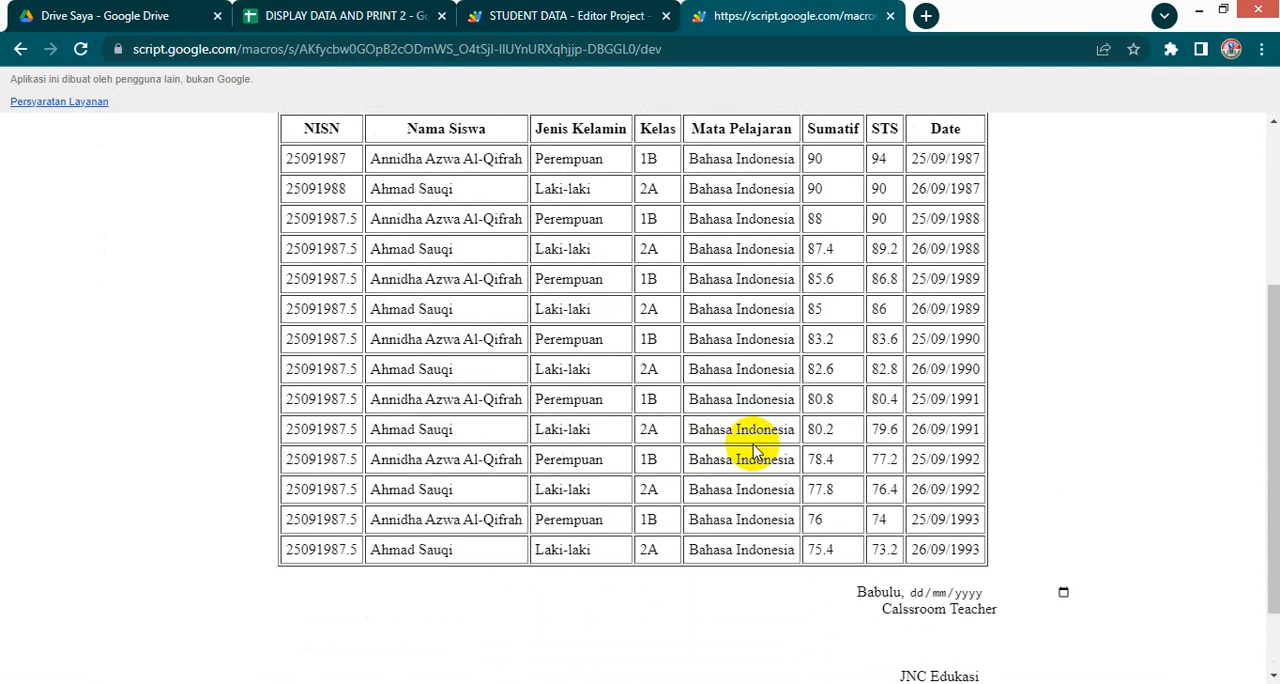 Drive Saya - Google Drive
DISPLAY DATA AND PRINT 2 - Go
STUDENT DATA - Editor Project -
https://script.google.com/macros
script.google.com/macros/s/AKfycbw0GOpB2cODmWS_O4tSjl-lIUYnURXqhjjp-DBGGL0/dev
Aplikasi ini dibuat oleh pengguna lain, bukan Google.
Persyaratan Layanan
NISN Nama Siswa Jenis Kelamin Kelas Mata Pelajaran Sumatif STS Date
25091987 Annidha Azwa Al-Qifrah Perempuan 1B Bahasa Indonesia 90 94 25/09/1987
25091988 Ahmad Sauqi Laki-laki 2A Bahasa Indonesia 90 90 26/09/1987
25091987.5 Annidha Azwa Al-Qifrah Perempuan 1B Bahasa Indonesia 88 90 25/09/1988
25091987.5 Ahmad Sauqi Laki-laki 2A Bahasa Indonesia 87.4 89.2 26/09/1988
25091987.5 Annidha Azwa Al-Qifrah Perempuan 1B Bahasa Indonesia 85.6 86.8 25/09/1989
25091987.5 Ahmad Sauqi Laki-laki 2A Bahasa Indonesia 85 86 26/09/1989
25091987.5 Annidha Azwa Al-Qifrah Perempuan 1B Bahasa Indonesia 83.2 83.6 25/09/1990
25091987.5 Ahmad Sauqi Laki-laki 2A Bahasa Indonesia 82.6 82.8 26/09/1990
25091987.5 Annidha Azwa Al-Qifrah Perempuan 1B Bahasa Indonesia 80.8 80.4 25/09/1991
25091987.5 Ahmad Sauqi Laki-laki 2A Bahasa Indonesia 80.2 79.6 26/09/1991
25091987.5 Annidha Azwa Al-Qifrah Perempuan 1B Bahasa Indonesia 78.4 77.2 25/09/1992
25091987.5 Ahmad Sauqi Laki-laki 2A Bahasa Indonesia 77.8 76.4 26/09/1992
25091987.5 Annidha Azwa Al-Qifrah Perempuan 1B Bahasa Indonesia 76 74 25/09/1993
25091987.5 Ahmad Sauqi Laki-laki 2A Bahasa Indonesia 75.4 73.2 26/09/1993
Babulu, dd/mm/yyyy
Calssroom Teacher
JNC Edukasi